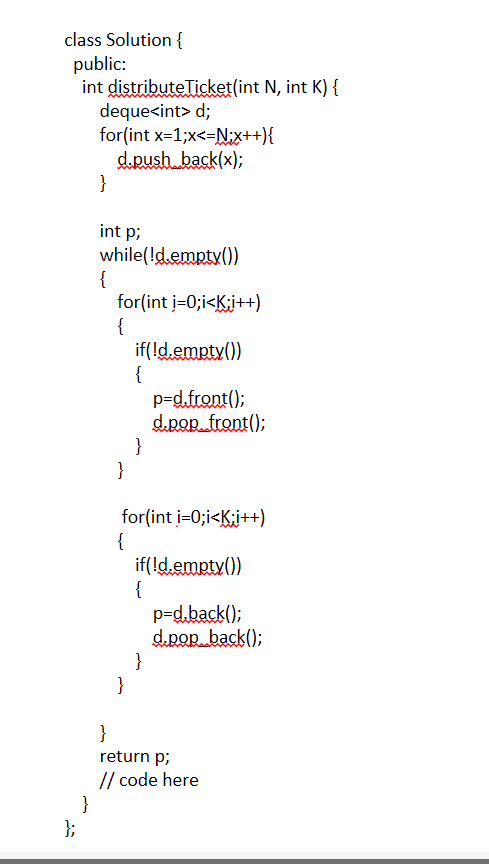 class Solution {
public:
int distributeTicket(int N, int K) {
deque<int> d;
for(int x=1;x<=N;x++){
d.push_back(x);
}
int p;
while(!d.empty())
{
for(int i=0;i<K;i++)
{
if(!d.empty())
{
p=d.front();
d.pop_front();
}
}
for(int i=0;i<K;i++)
{
if(!d.empty())
{
p=d.back();
d.pop_back();
}
}
}
return p;
// code here
}
};